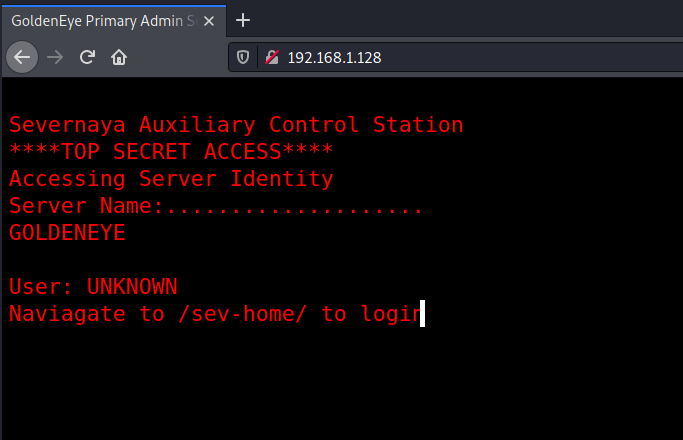 GoldenEye Primary Admin S
192.168.1.128
Severnaya Auxiliary Control Station
****TOP SECRET ACCESS****
Accessing Server Identity
Server Name:....................
GOLDENEYE
User: UNKNOWN
Naviagate to /sev-home/ to login